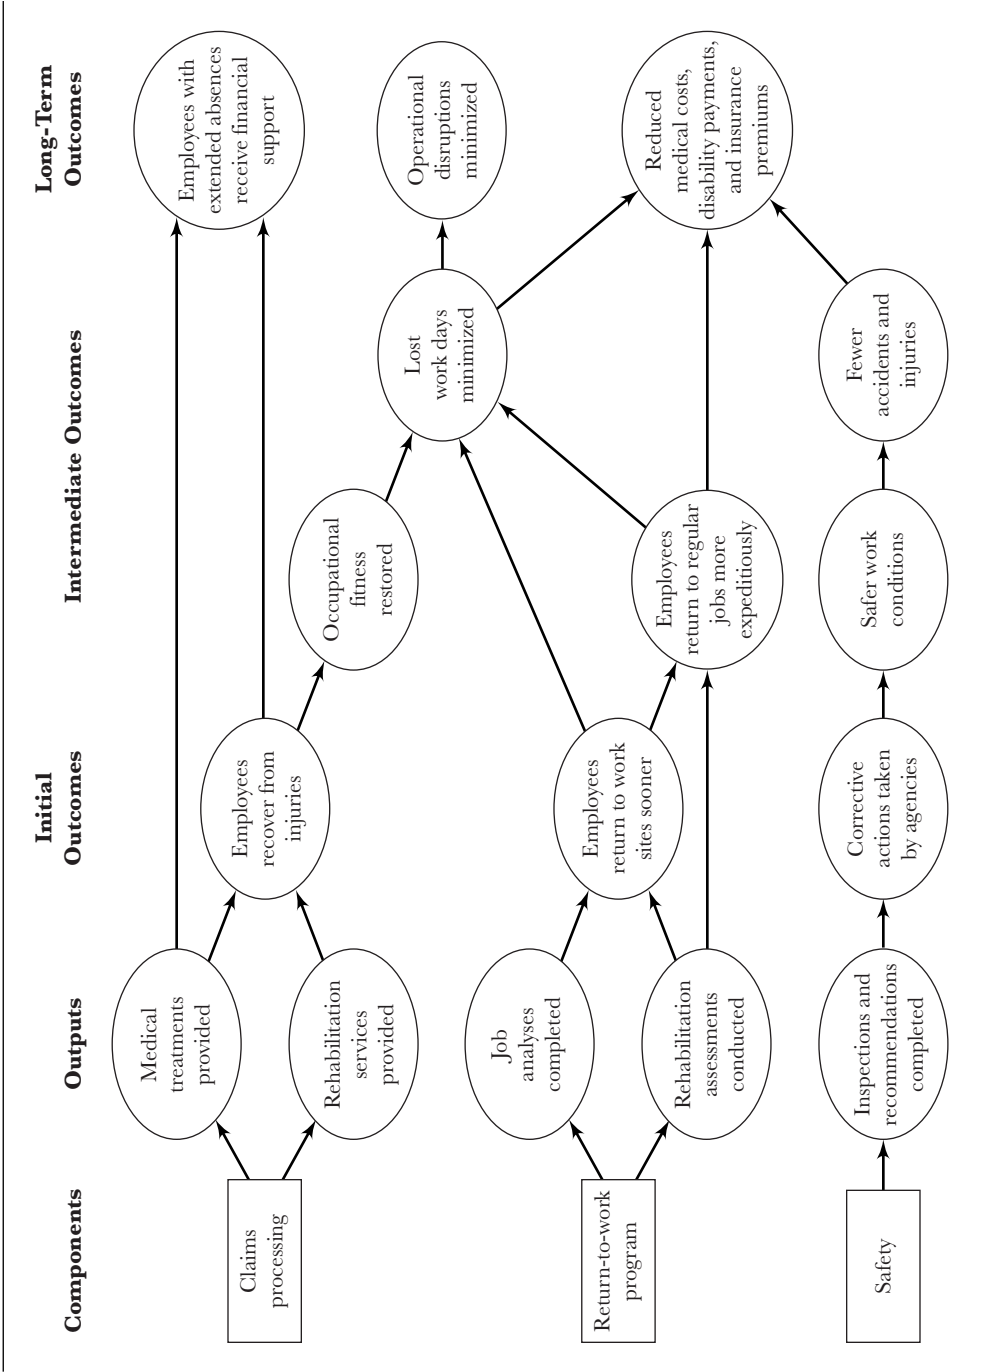 Components
Outputs
Initial
Outcomes
Intermediate Outcomes
Long-Term
Outcomes
Claims
processing
Medical
treatments
provided
Rehabilitation
services
provided
Employees
recover from
injuries
Occupational
fitness
restored
Employees with
extended absences
receive financial
support
Return-to-work
program
Job
analyses
completed
Rehabilitation
assessments
conducted
Employees
return to work
sites sooner
Employees
return to regular
jobs more
expeditiously
Lost
work days
minimized
Operational
disruptions
minimized
Reduced
medical costs,
disability payments,
and insurance
premiums
Safety
Inspections and
recommendations
completed
Corrective
actions taken
by agencies
Safer work
conditions
Fewer
accidents and
injuries